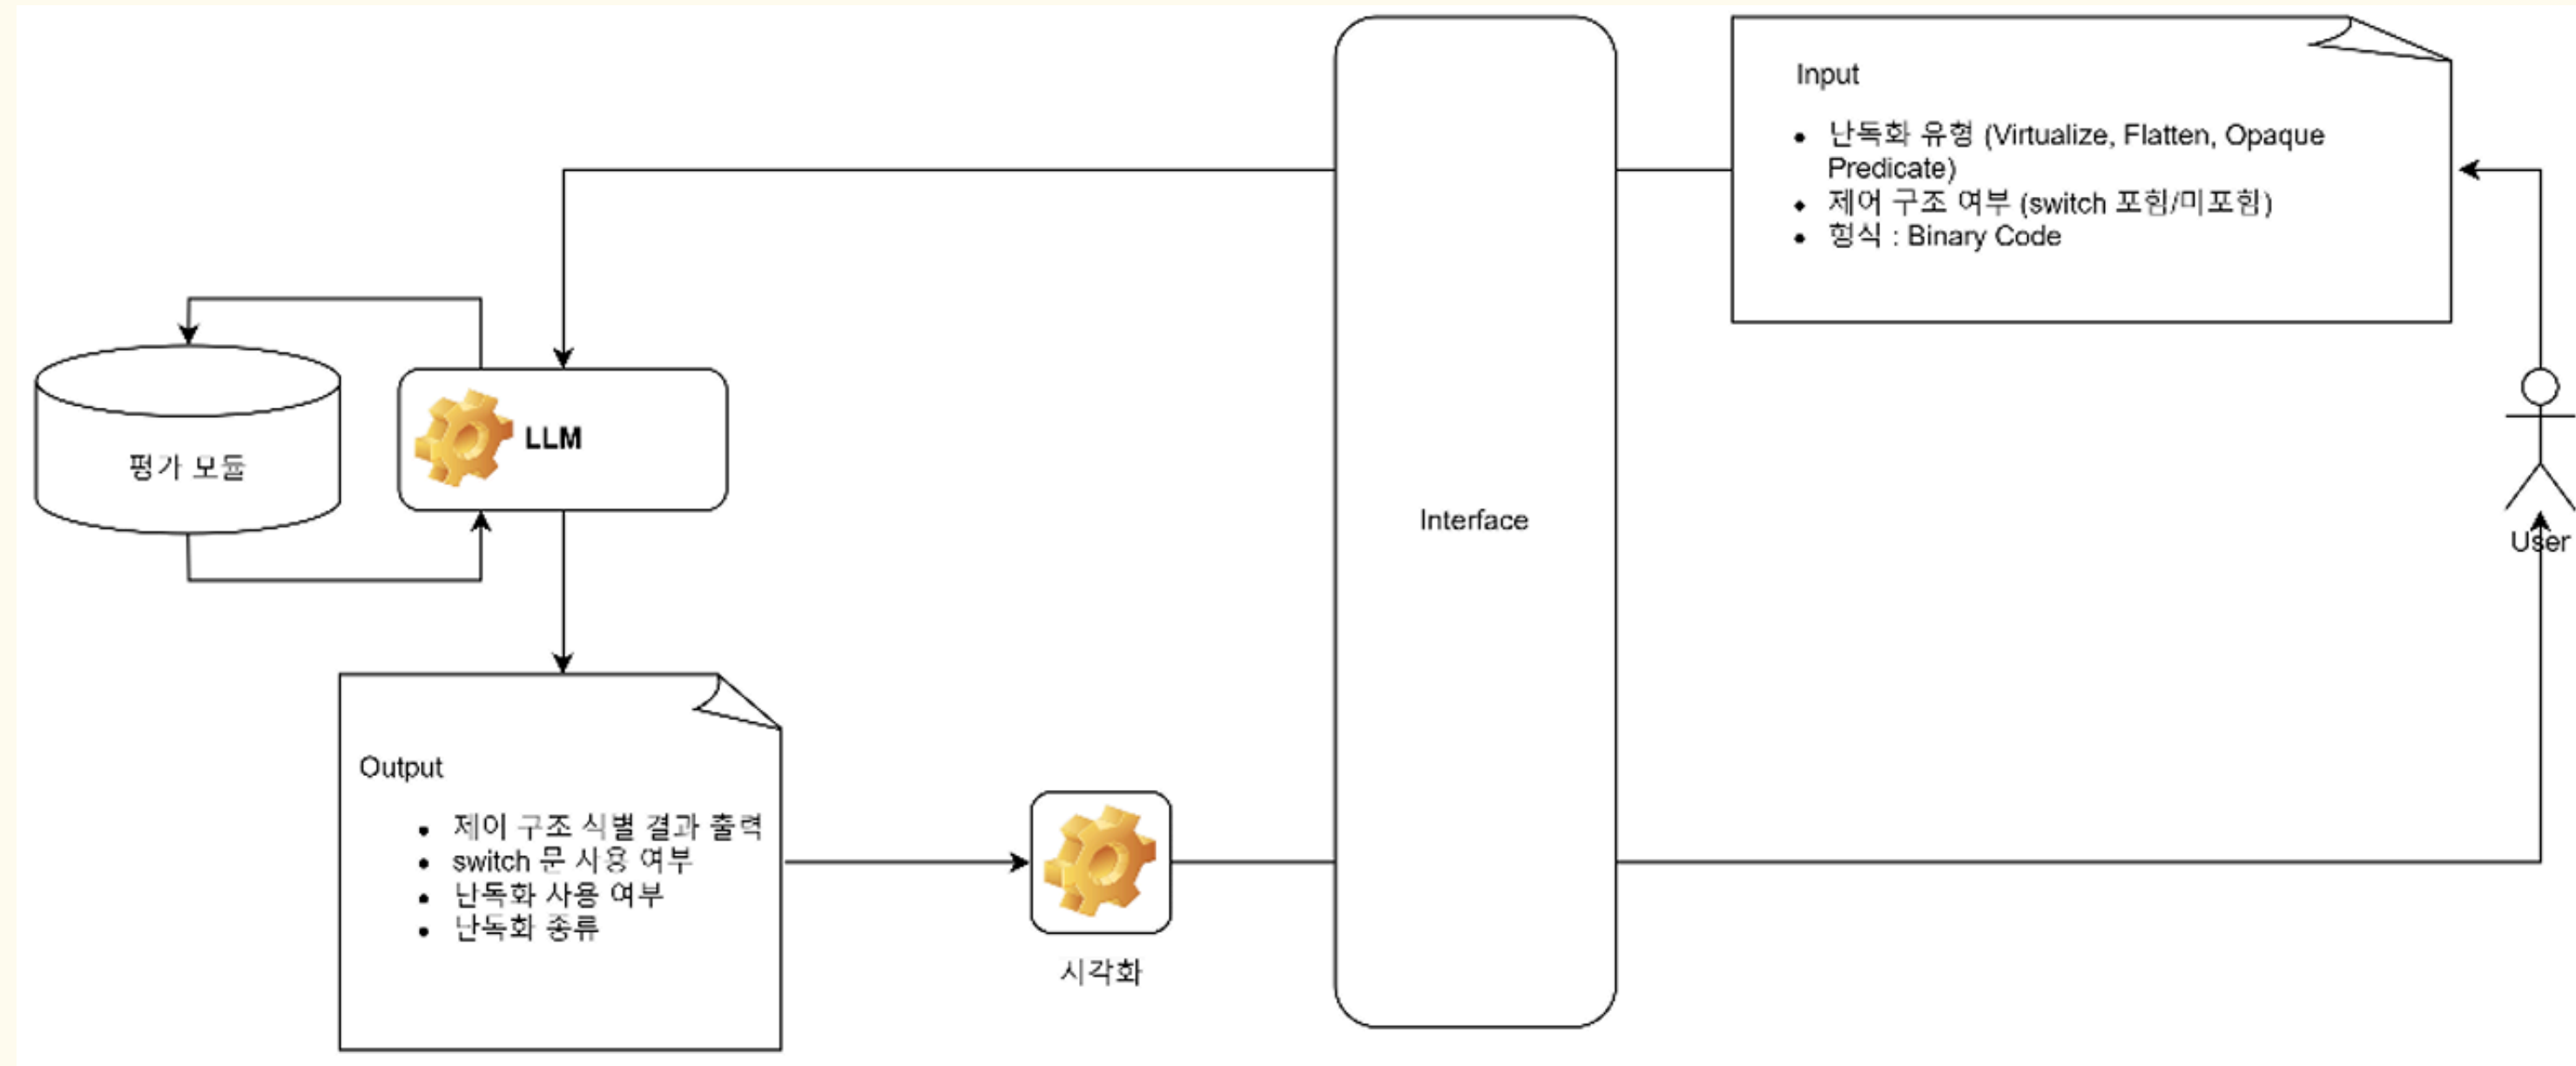 Input
난독화 유형 (Virtualize, Flatten, Opaque
Predicate)
제어 구조 여부 (switch 포함/미포함)
형식 : Binary Code
LLM
평가 모듈
Interface
User
Output
제어 구조 식별 결과 출력
switch 문 사용 여부
난독화 사용 여부
난독화 종류
시각화